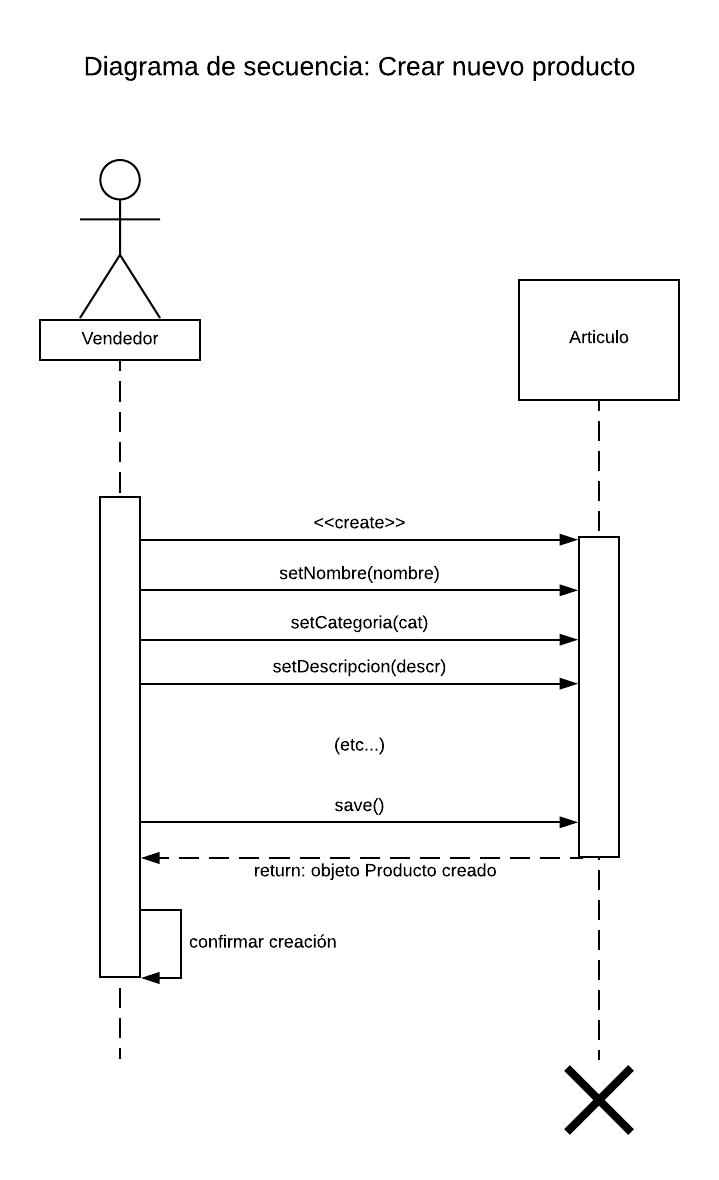 Diagrama de secuencia: Crear nuevo producto
Vendedor
Articulo
<<create>>
setNombre(nombre)
setCategoria(cat)
setDescripcion(descr)
(etc...)
save()
return: objeto Producto creado
confirmar creación